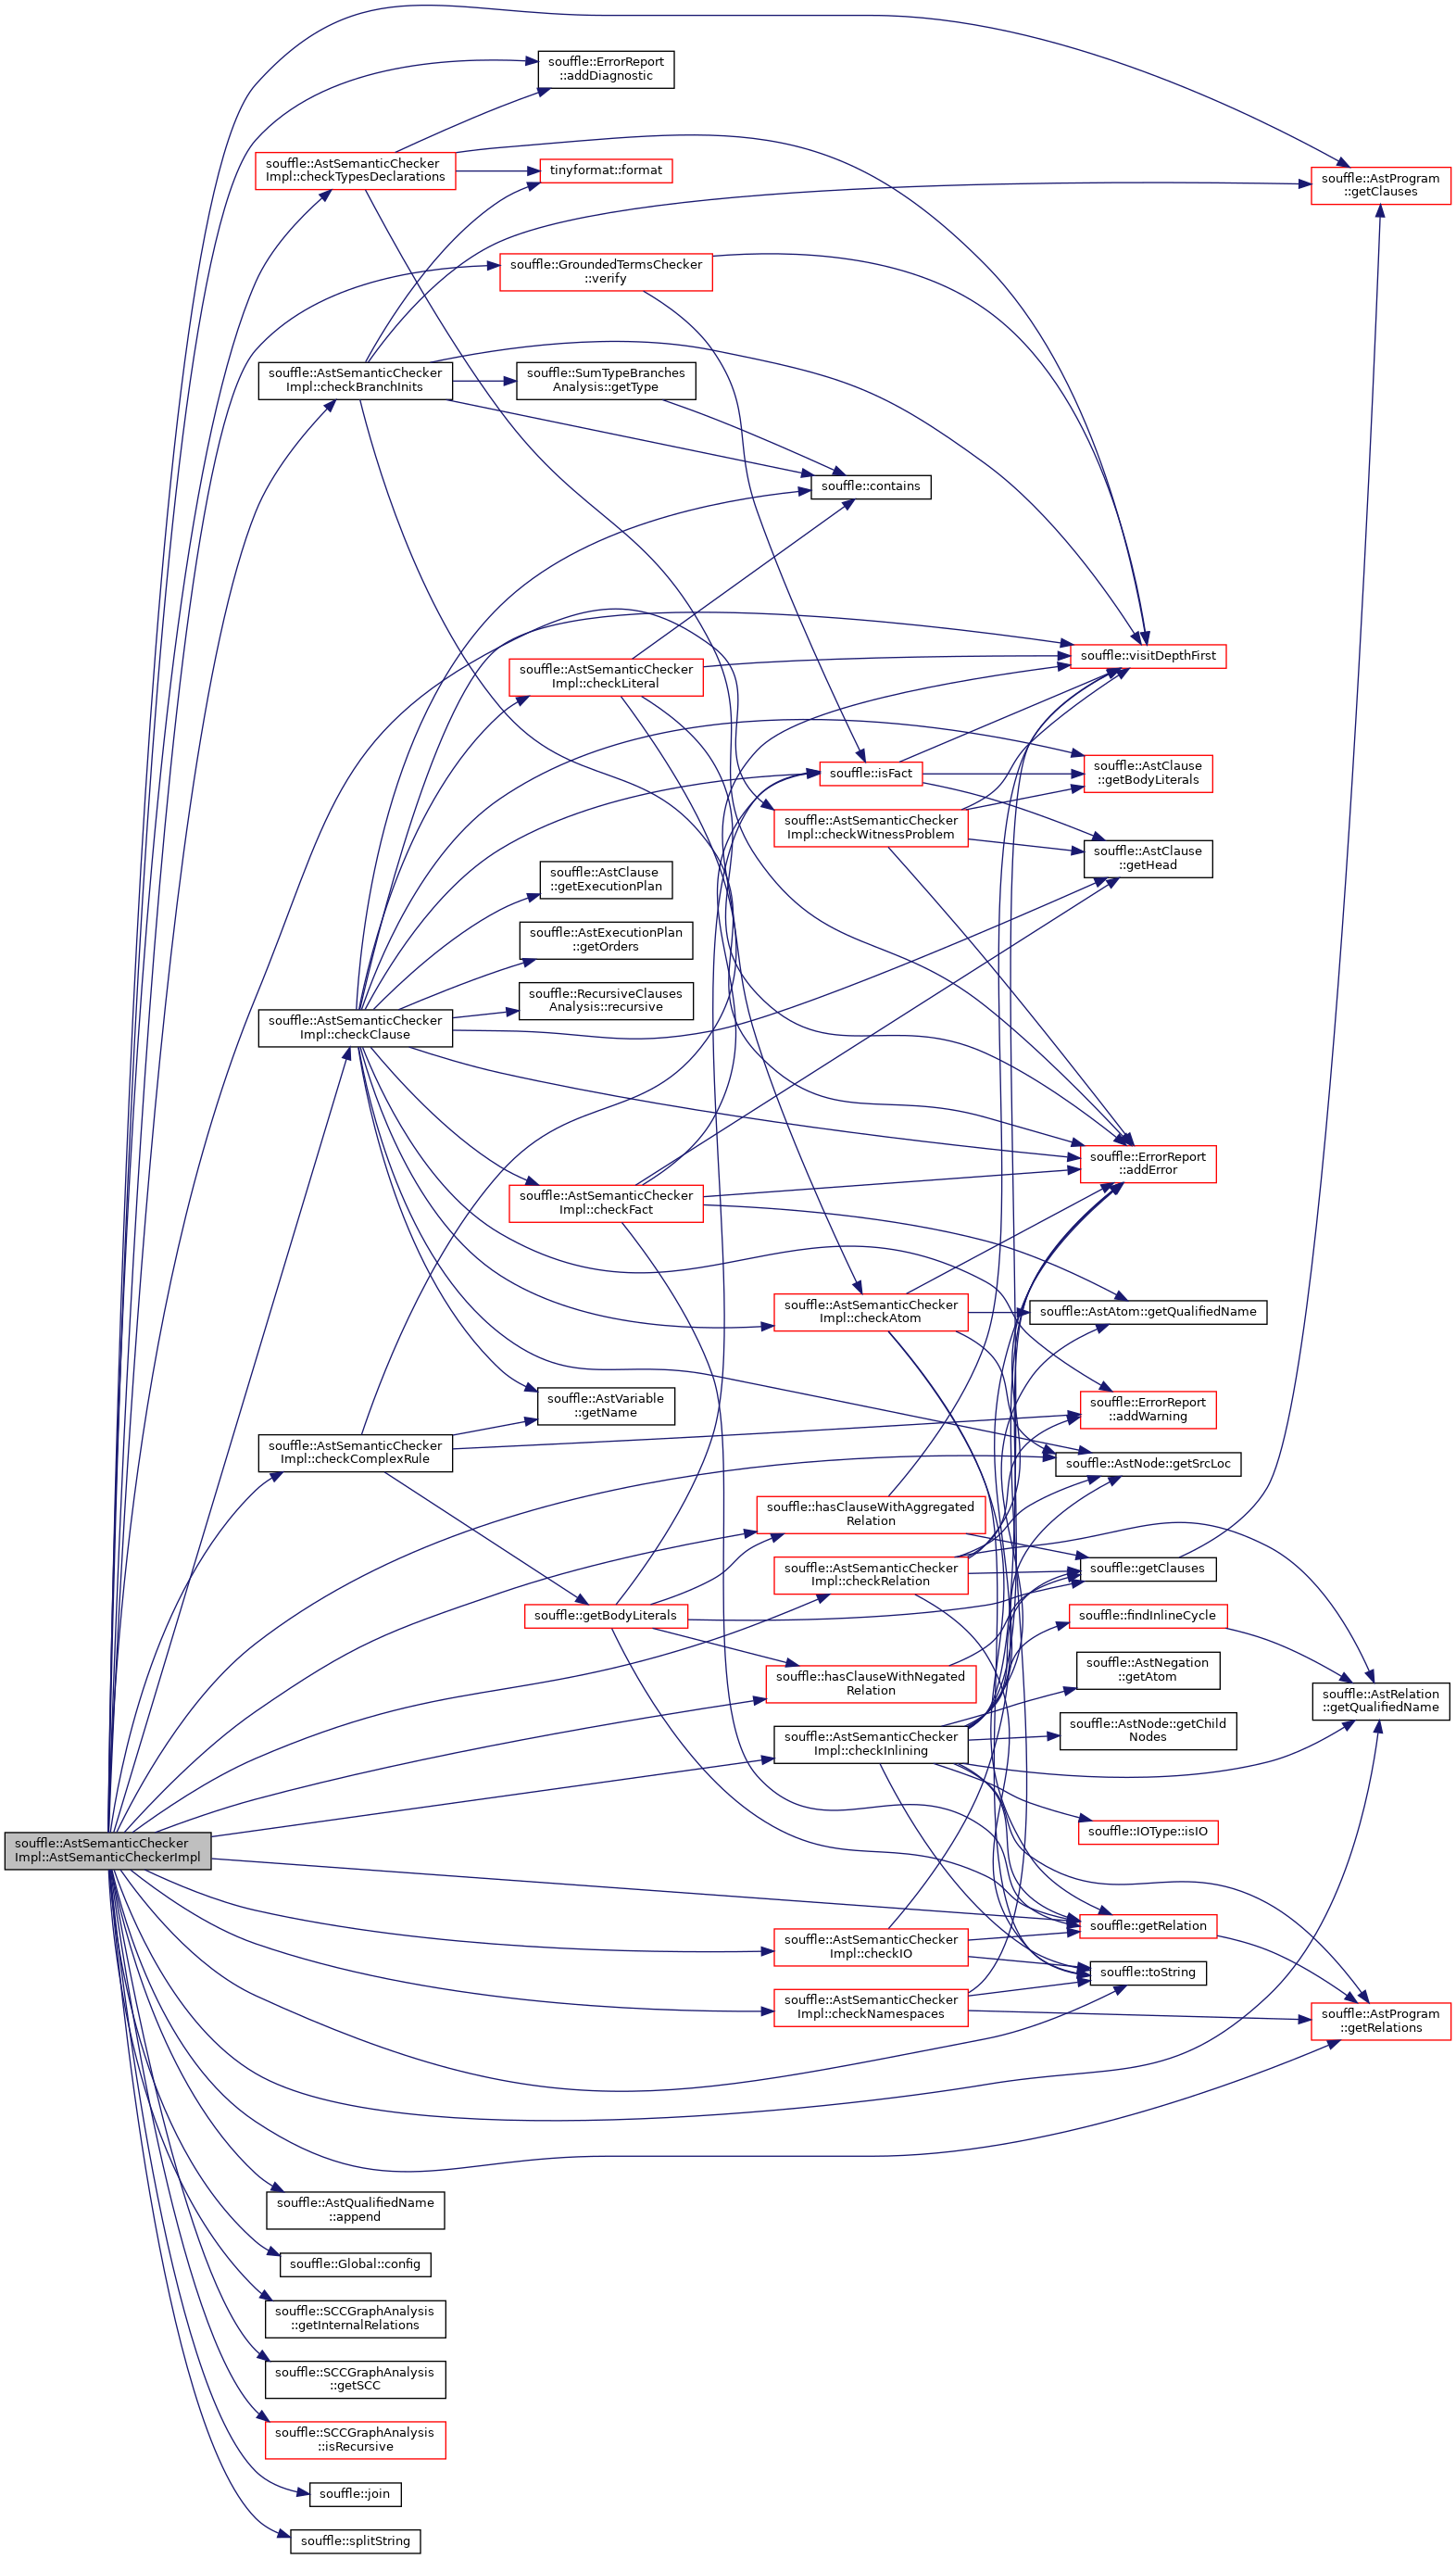 souffle::ErrorReport
::addDiagnostic
souffle::AstSemanticChecker
Impl::checkTypesDeclarations
tinyformat::format
souffle::AstProgram
::getClauses
souffle::GroundedTermsChecker
::verify
souffle::AstSemanticChecker
Impl::checkBranchInits
souffle::SumTypeBranches
Analysis::getType
souffle::contains
souffle::visitDepthFirst
souffle::AstSemanticChecker
Impl::checkLiteral
souffle::isFact
souffle::AstClause
::getBodyLiterals
souffle::AstSemanticChecker
Impl::checkWitnessProblem
souffle::AstClause
::getHead
souffle::AstClause
::getExecutionPlan
souffle::AstExecutionPlan
::getOrders
souffle::RecursiveClauses
Analysis::recursive
souffle::AstSemanticChecker
Impl::checkClause
souffle::ErrorReport
::addError
souffle::AstSemanticChecker
Impl::checkFact
souffle::AstSemanticChecker
Impl::checkAtom
souffle::AstAtom::getQualifiedName
souffle::AstVariable
::getName
souffle::ErrorReport
::addWarning
souffle::AstSemanticChecker
Impl::checkComplexRule
souffle::AstNode::getSrcLoc
souffle::hasClauseWithAggregated
Relation
souffle::AstSemanticChecker
Impl::checkRelation
souffle::getClauses
souffle::getBodyLiterals
souffle::findInlineCycle
souffle::hasClauseWithNegated
Relation
souffle::AstNegation
::getAtom
souffle::AstRelation
::getQualifiedName
souffle::AstSemanticChecker
Impl::checkInlining
souffle::AstNode::getChild
Nodes
souffle::IOType::isIO
souffle::AstSemanticChecker
Impl::AstSemanticCheckerImpl
souffle::getRelation
souffle::AstSemanticChecker
Impl::checkIO
souffle::toString
souffle::AstSemanticChecker
Impl::checkNamespaces
souffle::AstProgram
::getRelations
souffle::AstQualifiedName
::append
souffle::Global::config
souffle::SCCGraphAnalysis
::getInternalRelations
souffle::SCCGraphAnalysis
::getSCC
souffle::SCCGraphAnalysis
::isRecursive
souffle::join
souffle::splitString